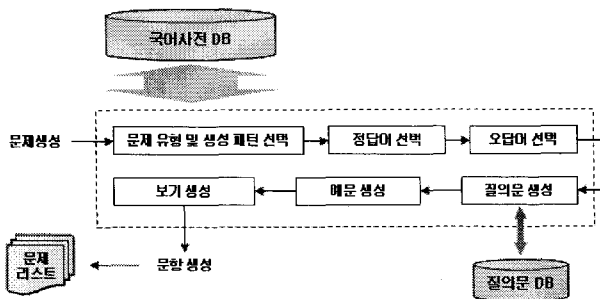 국어사전 DB
문제생성
문제 유형 및 생성 패턴 선택
정답어 선택
오답어 선택
보기 생성
예문 생성
질의문 생성
문제
리스트
문항 생성
질의문 DB